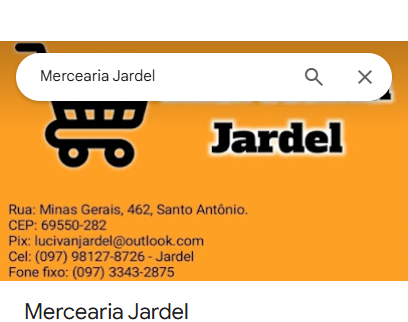 Mercearia Jardel
Jardel
Rua: Minas Gerais, 462, Santo Antônio.
CEP: 69550-282
Pix: lucivanjardel@outlook.com
Cel: (097) 98127-8726 - Jardel
Fone fixo: (097) 3343-2875
Mercearia Jardel